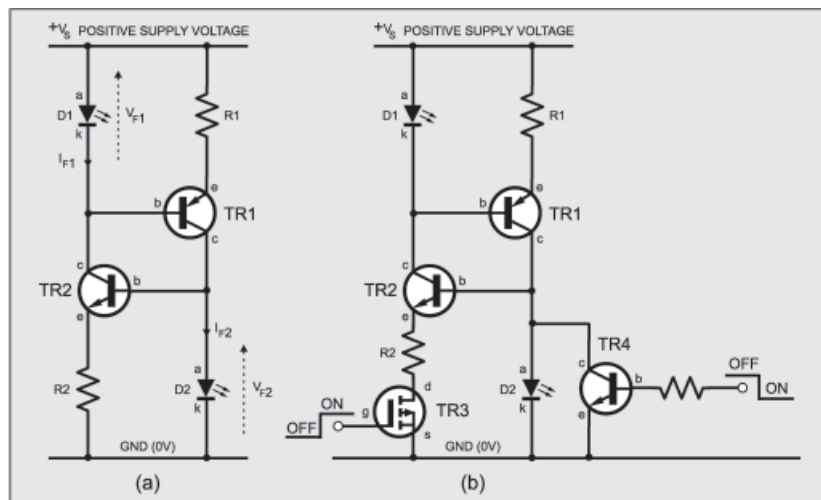 +VS POSITIVE SUPPLY VOLTAGE
a
D1
k
VF1
R1
IF1
e
b
TR1
c
c
TR2
b
e
IF2
R2
a
D2
k
VF2
GND (0V)
(a)
+VS POSITIVE SUPPLY VOLTAGE
a
D1
k
R1
e
b
TR1
c
c
TR2
b
e
R2
TR4
c
b
e
OFF
ON
a
D2
k
d
ON
g
TR3
OFF
s
GND (0V)
(b)